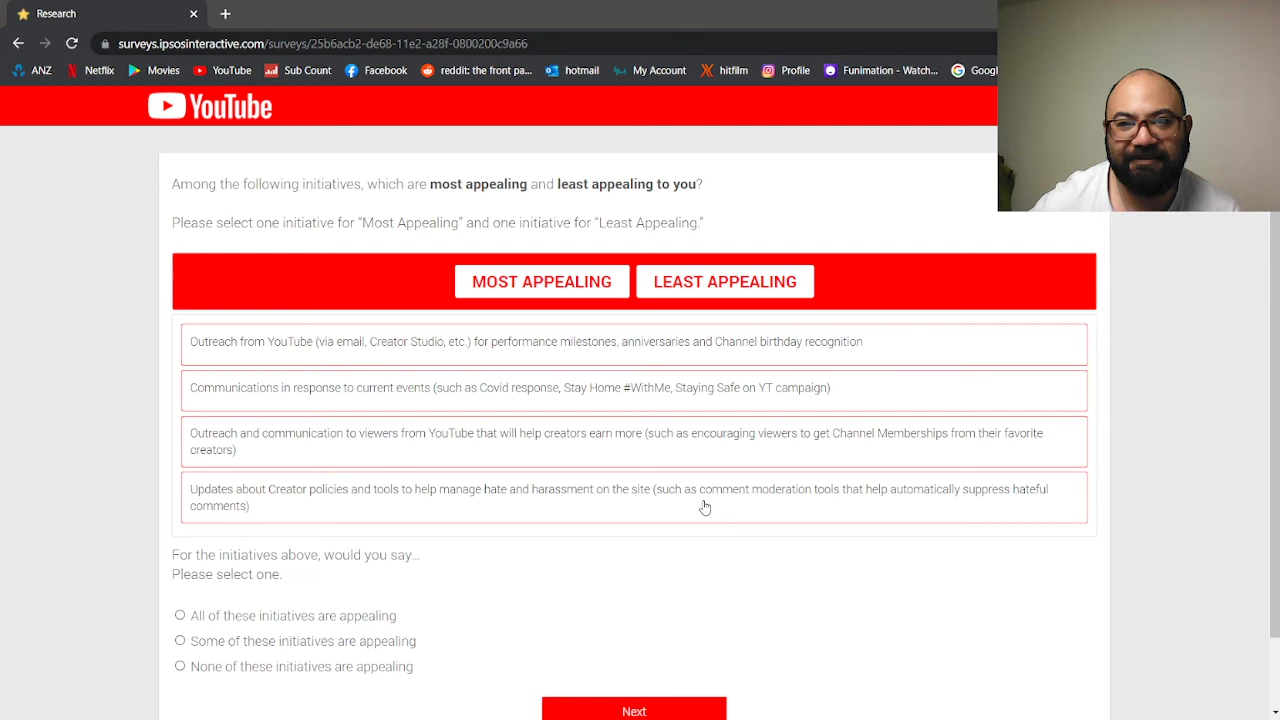 Research
surveys.ipsosinteractive.com/surveys/25b6acb2-de68-11e2-a28f-0800200c9a66
ANZ Netflix Movies YouTube Sub Count Facebook reddit: the front pa... hotmail My Account hitfilm Profile Funimation - Watch... Googl
YouTube
Among the following initiatives, which are most appealing and least appealing to you?
Please select one initiative for “Most Appealing” and one initiative for “Least Appealing.”
MOST APPEALING LEAST APPEALING
Outreach from YouTube (via email, Creator Studio, etc.) for performance milestones, anniversaries and Channel birthday recognition
Communications in response to current events (such as Covid response, Stay Home #WithMe, Staying Safe on YT campaign)
Outreach and communication to viewers from YouTube that will help creators earn more (such as encouraging viewers to get Channel Memberships from their favorite
creators)
Updates about Creator policies and tools to help manage hate and harassment on the site (such as comment moderation tools that help automatically suppress hateful
comments)
For the initiatives above, would you say...
Please select one.
All of these initiatives are appealing
Some of these initiatives are appealing
None of these initiatives are appealing
Next